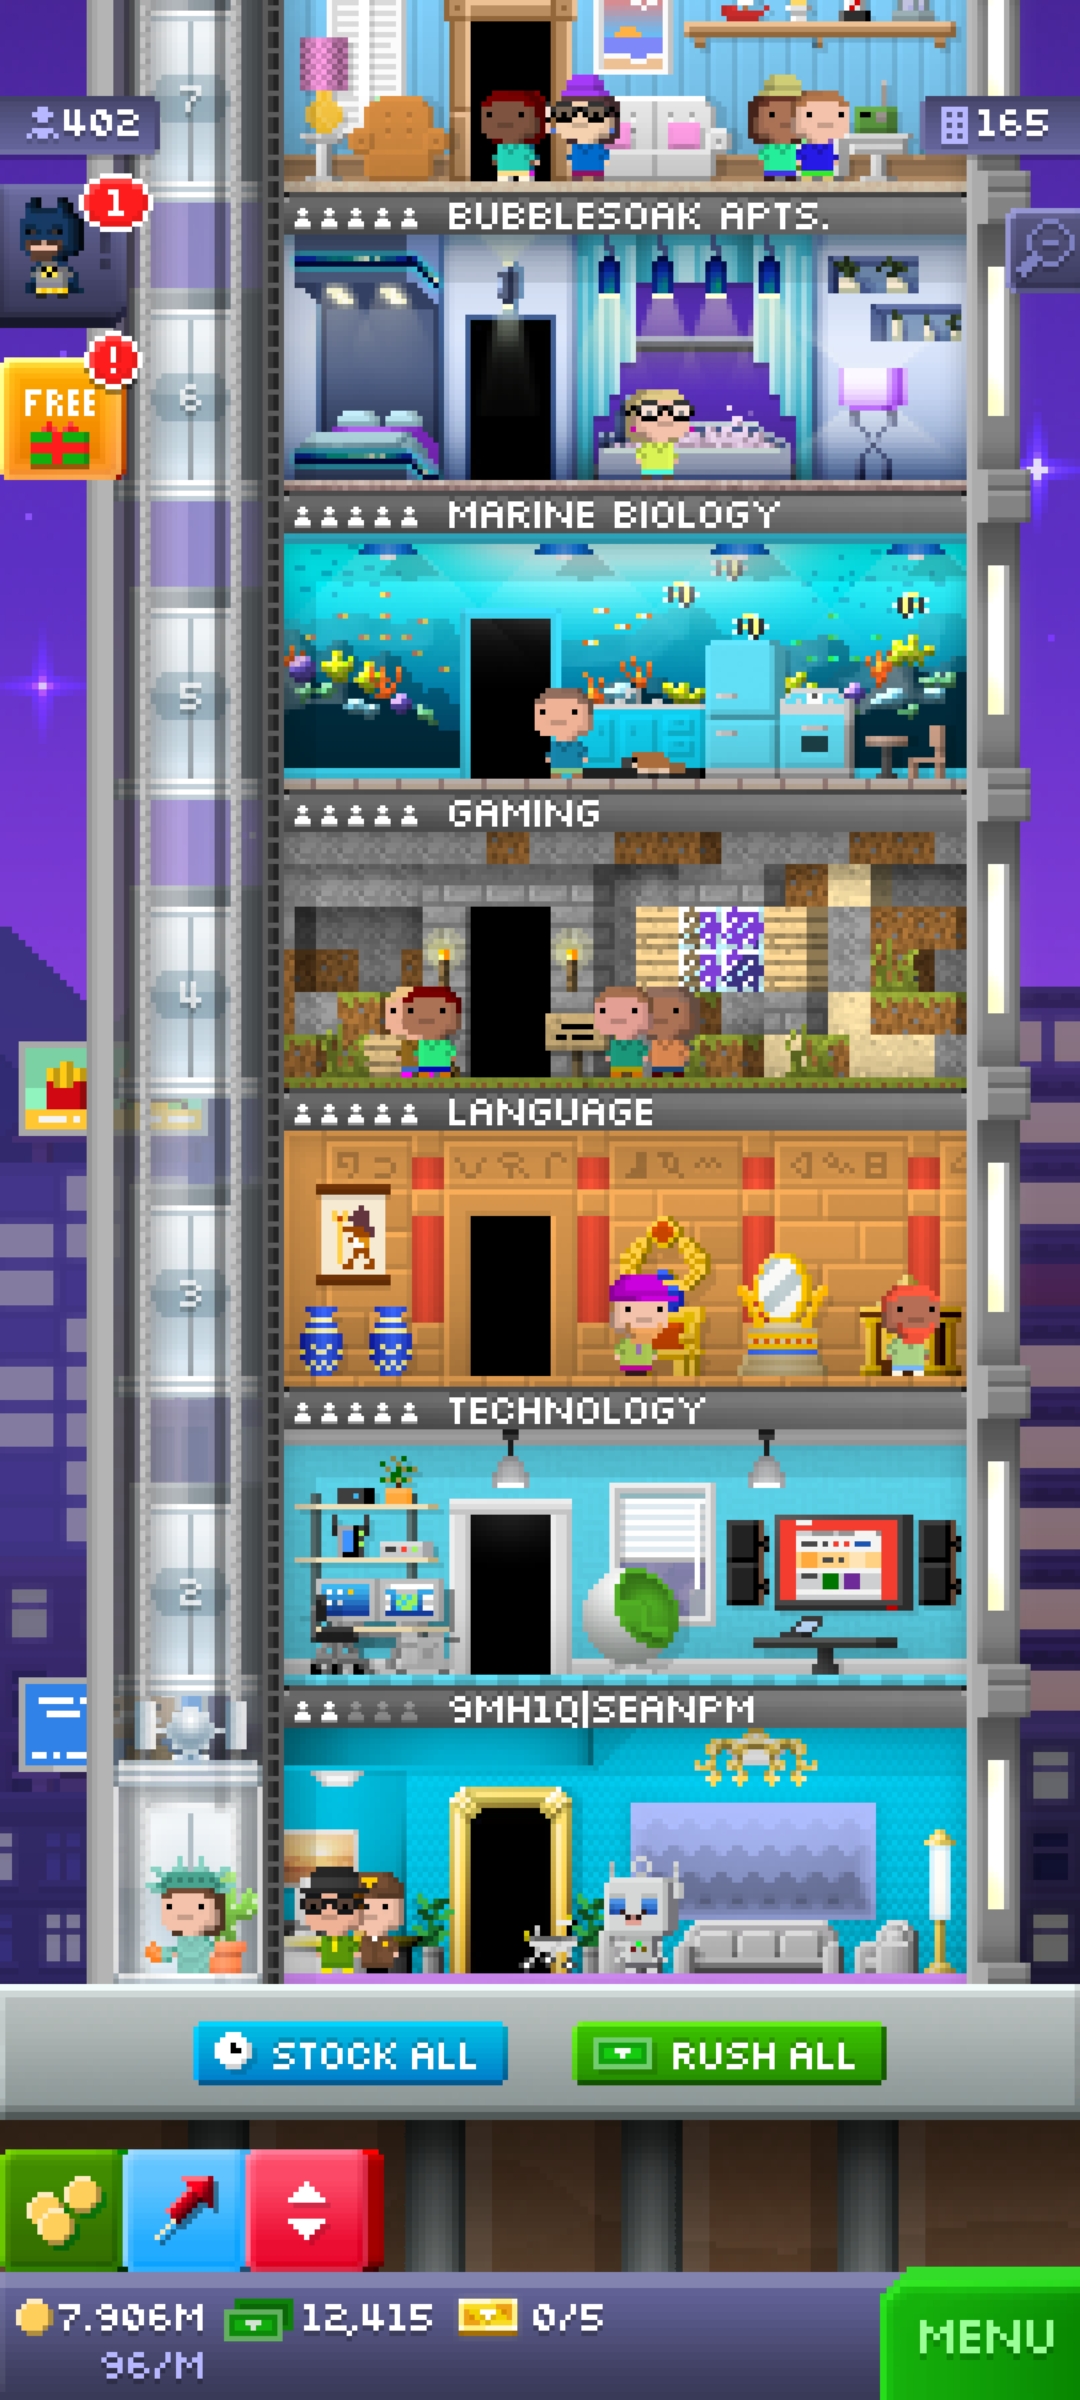 7
402
165
1
BUBBLESOAK APTS.
!
FREE
6
MARINE BIOLOGY
5
GAMING
4
LANGUAGE
3
TECHNOLOGY
2
9MH1Q|SEANPM
STOCK ALL
RUSH ALL
7.906M
12,415
0/5
96/M
MENU